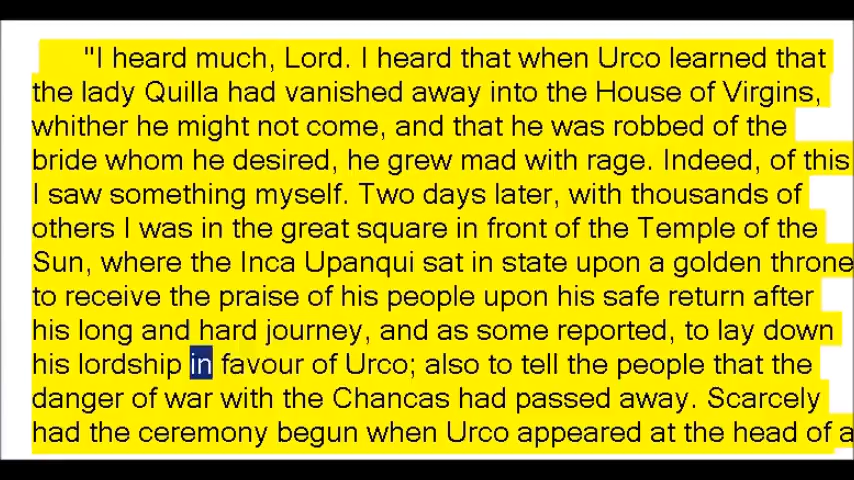 "I heard much, Lord. I heard that when Urco learned that
the lady Quilla had vanished away into the House of Virgins,
whither he might not come, and that he was robbed of the
bride whom he desired, he grew mad with rage. Indeed, of this
I saw something myself. Two days later, with thousands of
others I was in the great square in front of the Temple of the
Sun, where the Inca Upanqui sat in state upon a golden throne
to receive the praise of his people upon his safe return after
his long and hard journey, and as some reported, to lay down
his lordship in favour of Urco; also to tell the people that the
danger of war with the Chancas had passed away. Scarcely
had the ceremony begun when Urco appeared at the head of a